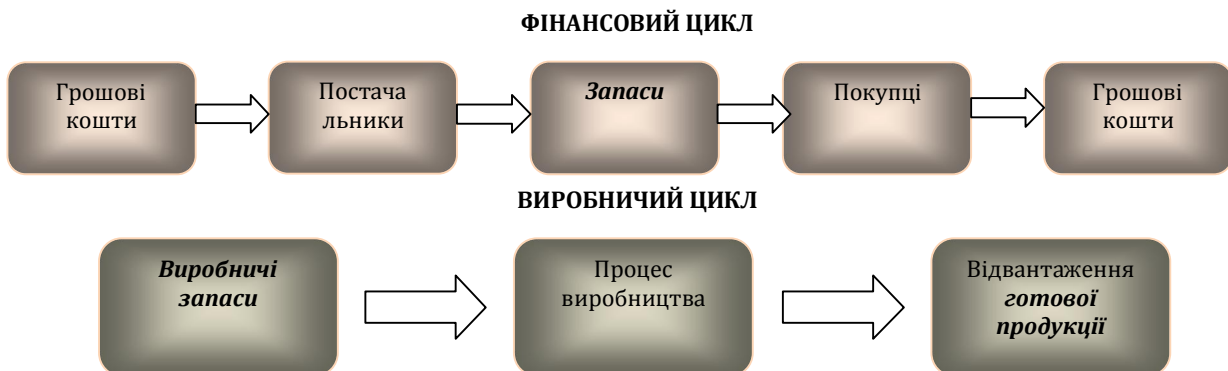 ФІНАНСОВИЙ ЦИКЛ
Грошові
кошти
Постача
льники
Запаси
Покупці
Грошові
кошти
ВИРОБНИЧИЙ ЦИКЛ
Виробничі
запаси
Процес
виробництва
Відвантаження
готової
продукції